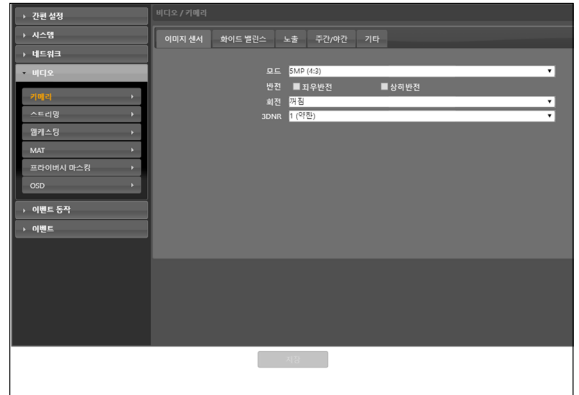 간편 설정
시스템
네트워크
비디오
카메라
스트리밍
웹캐스팅
MAT
프라이버시 마스킹
OSD
이벤트 동작
이벤트
비디오 / 카메라
이미지 센서 화이트 밸런스 노출 주간/야간 기타
모드 5MP (4:3)
반전 좌우반전 상하반전
회전 꺼짐
3DNR 1 (약함)
저장